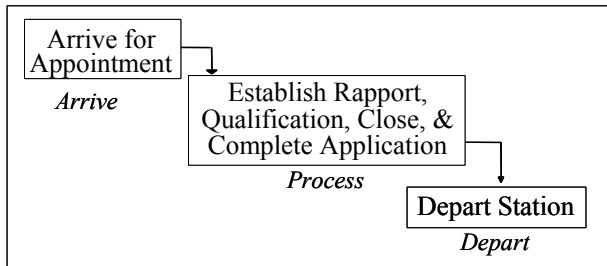 Arrive for
Appointment
Arrive
Establish Rapport,
Qualification, Close, &
Complete Application
Process
Depart Station
Depart